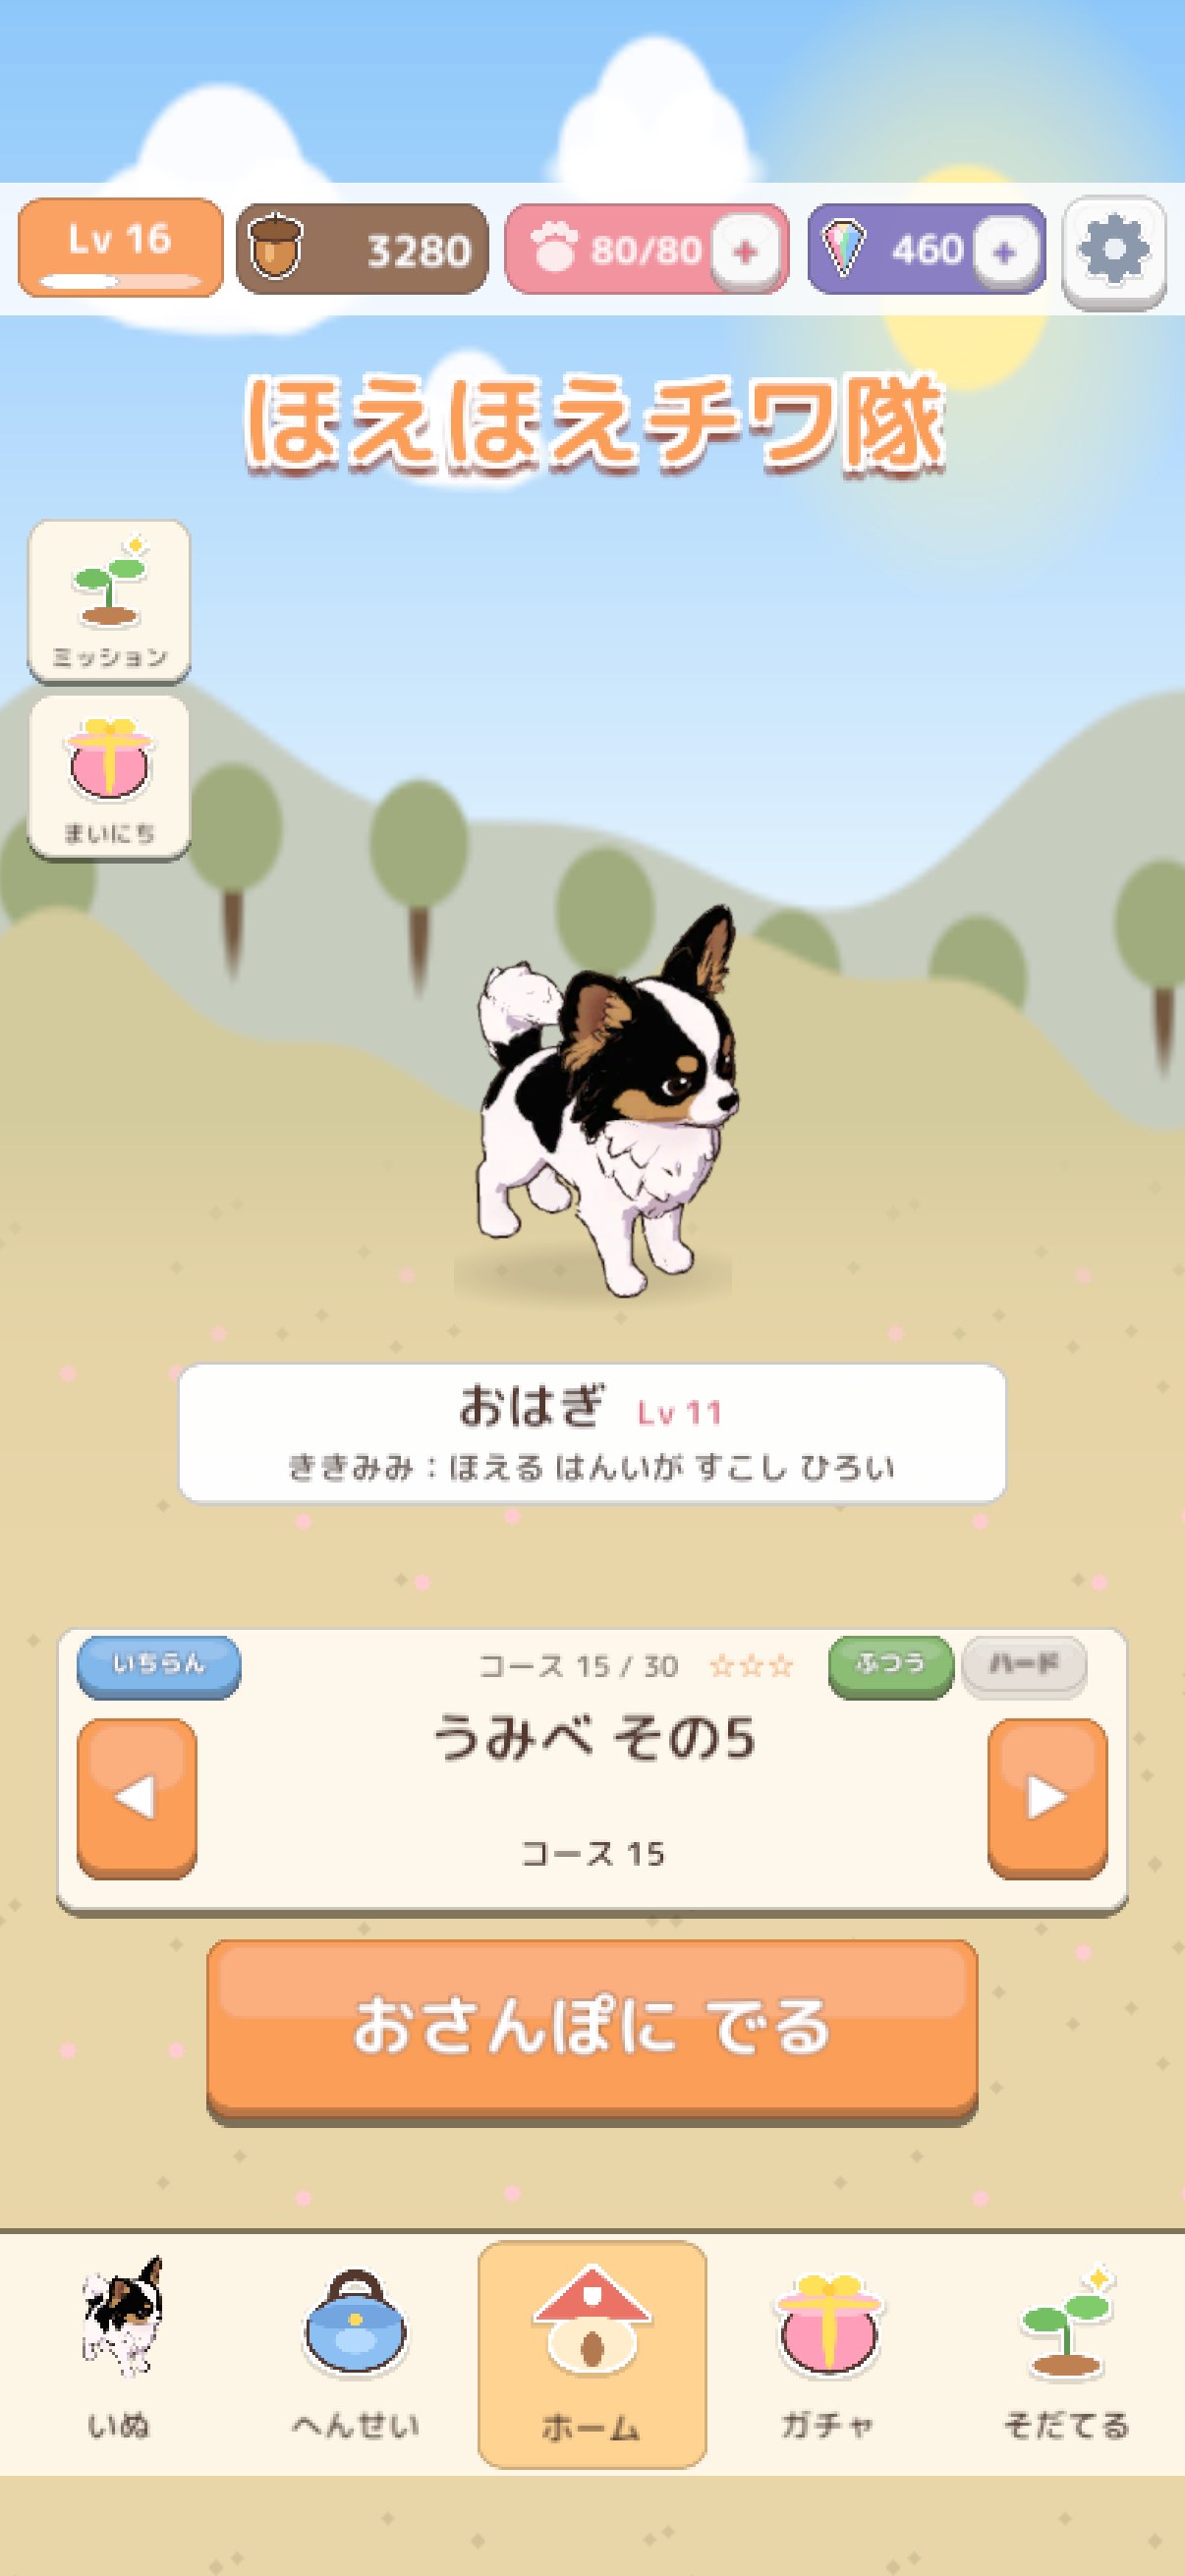 Lv 16
3280
80/80
+
460
+
ほえほえチワ隊
ミッション
まいにち
おはぎ Lv 11
ききみみ：ほえる はんいが すこし ひろい
いちらん
コース 15 / 30 ☆☆☆
ふつう
ハード
うみべ その5
コース 15
おさんぽに でる
いぬ
へんせい
ホーム
ガチャ
そだてる